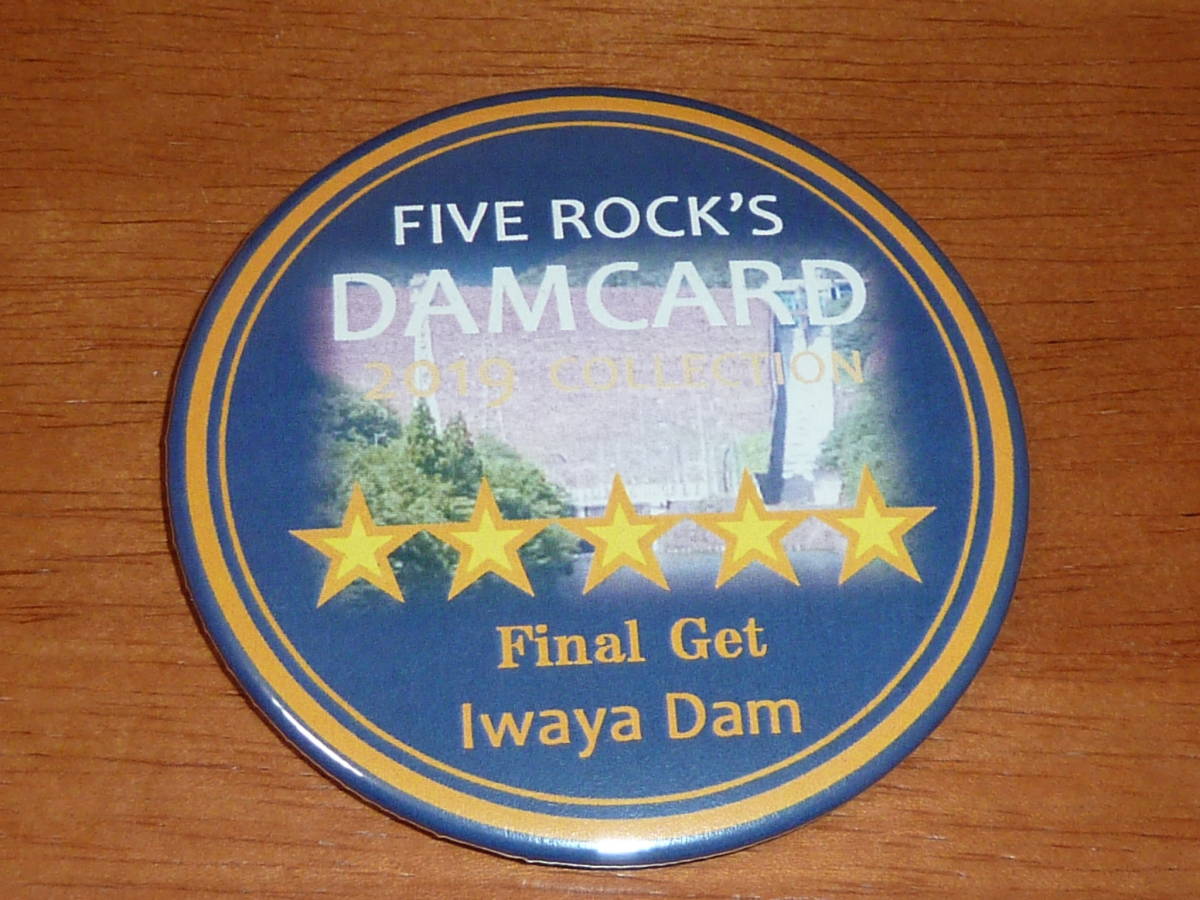 FIVE ROCK'S
DAMCARD
2019 COLLECTION
Final Get
Iwaya Dam